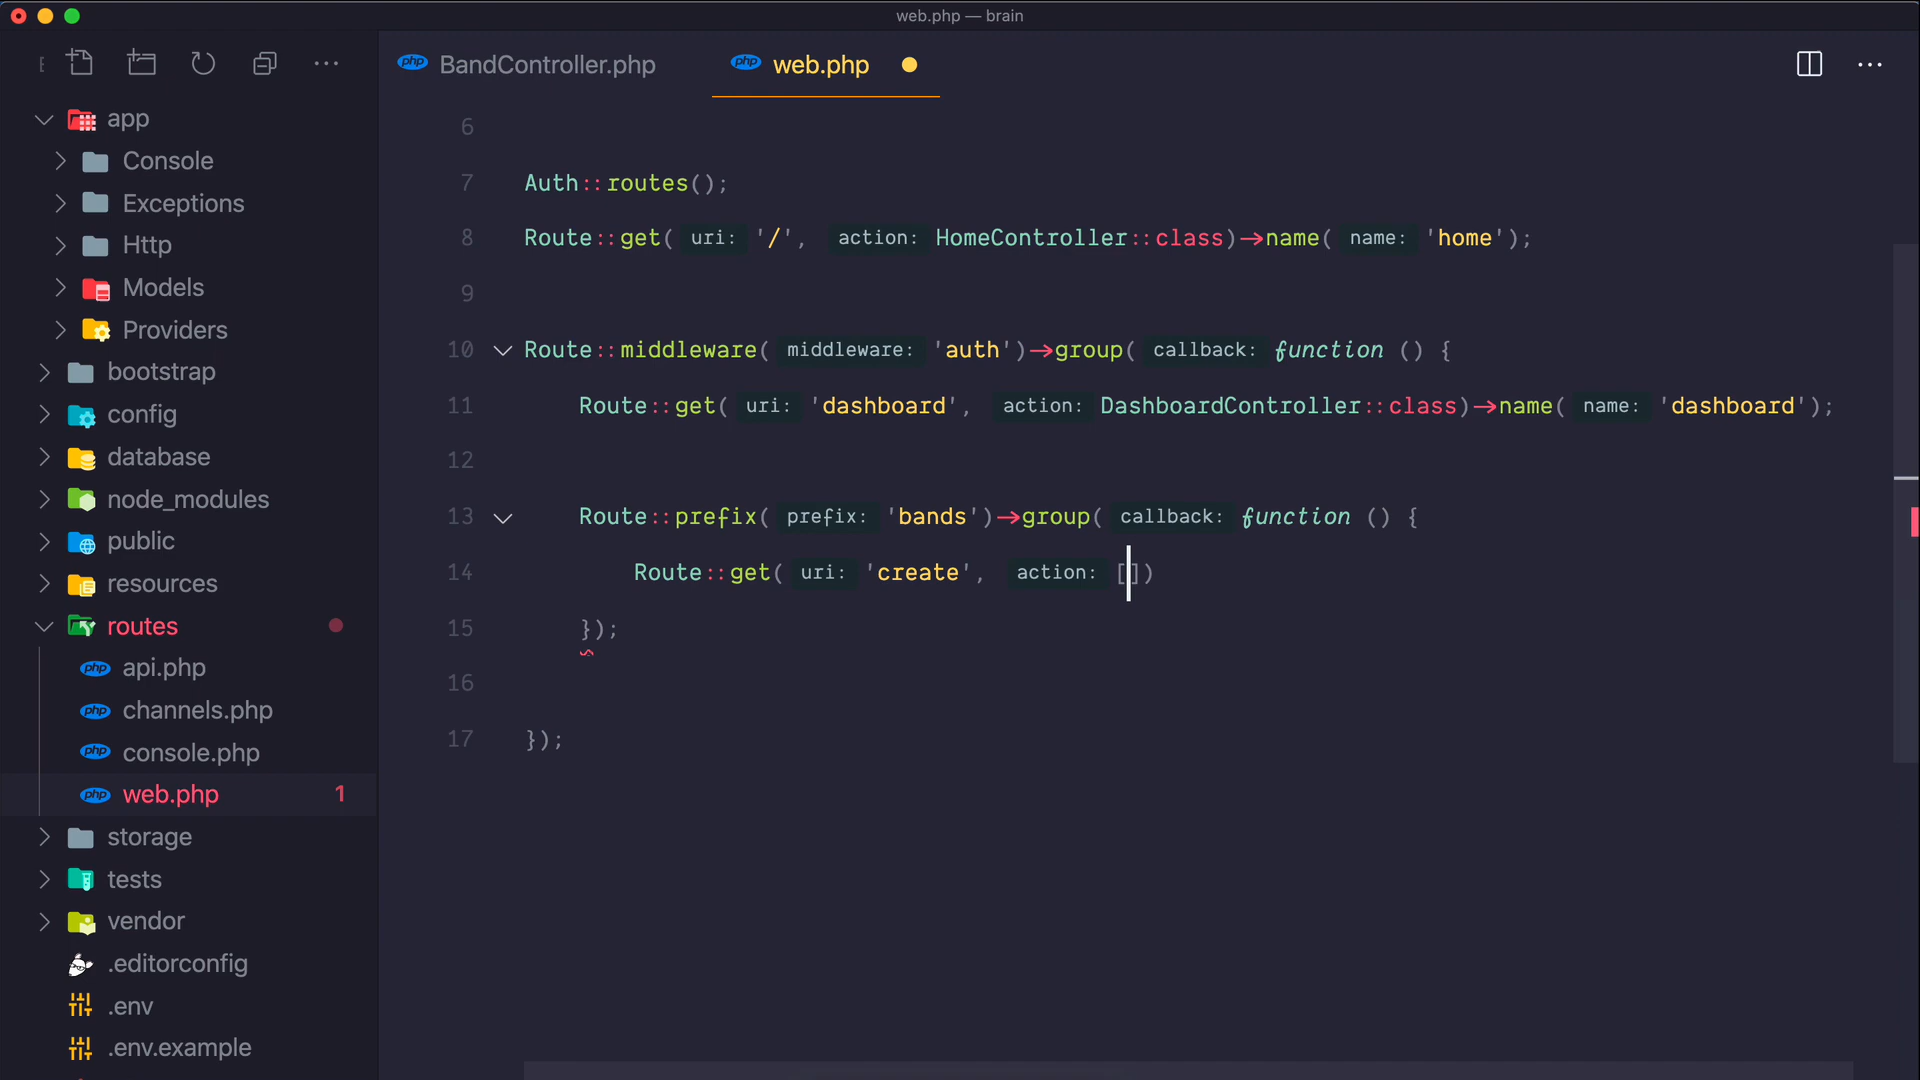 web.php — brain
BandController.php
web.php
app
Console
Exceptions
Http
Models
Providers
bootstrap
config
database
node_modules
public
resources
routes
api.php
channels.php
console.php
web.php 1
storage
tests
vendor
.editorconfig
.env
.env.example
6
7 Auth::routes();
8 Route::get( uri: '/', action: HomeController::class)->name( name: 'home');
9
10 Route::middleware( middleware: 'auth')->group( callback: function () {
11 Route::get( uri: 'dashboard', action: DashboardController::class)->name( name: 'dashboard');
12
13 Route::prefix( prefix: 'bands')->group( callback: function () {
14 Route::get( uri: 'create', action: [])
15 });
16
17 });